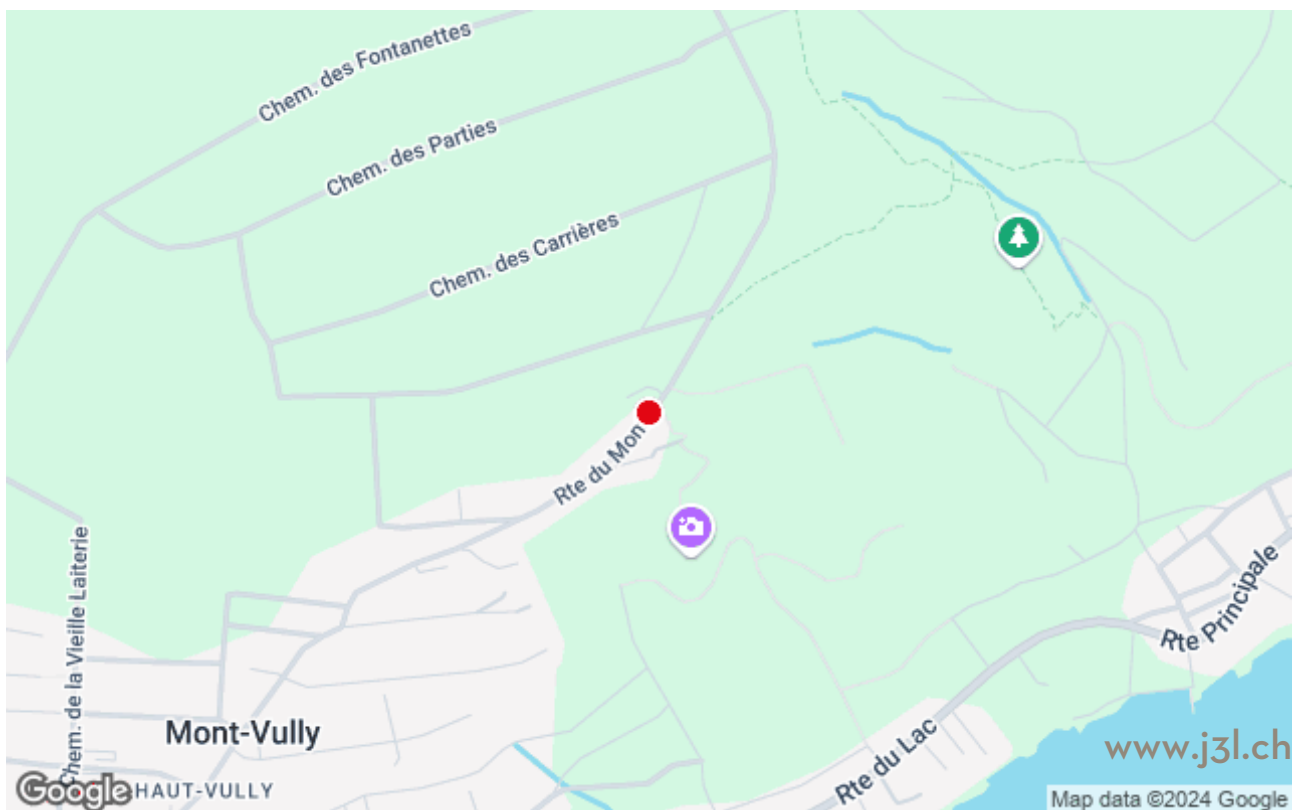 Chem. des Fontanettes
Chem. des Parties
Chem. des Carrières
Rte du Mon
Chem. de la Vieille Laiterie
Rte Principale
Mont-Vully
Rte du Lac
www.j3l.ch
Google
HAUT-VULLY
Map data ©2024 Google